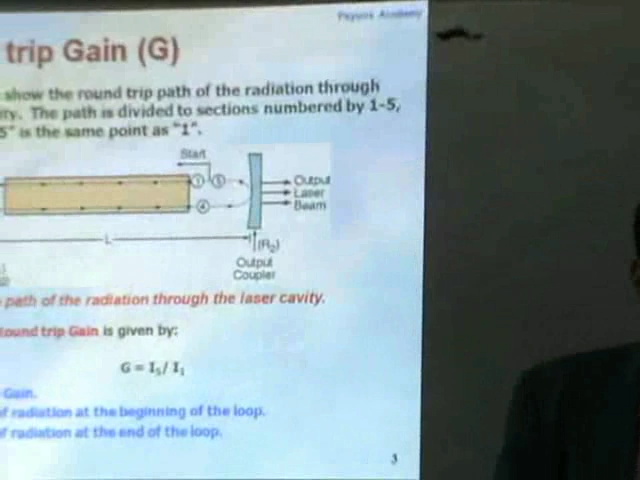 Physics Academy
trip Gain (G)
show the round trip path of the radiation through
ity. The path is divided to sections numbered by 1-5,
5" is the same point as "1".
Start
1 5 Output
Laser
4 Beam
L (R2)
Output
Coupler
path of the radiation through the laser cavity.
Round trip Gain is given by:
G = I5/ I1
Gain.
of radiation at the beginning of the loop.
of radiation at the end of the loop.
3